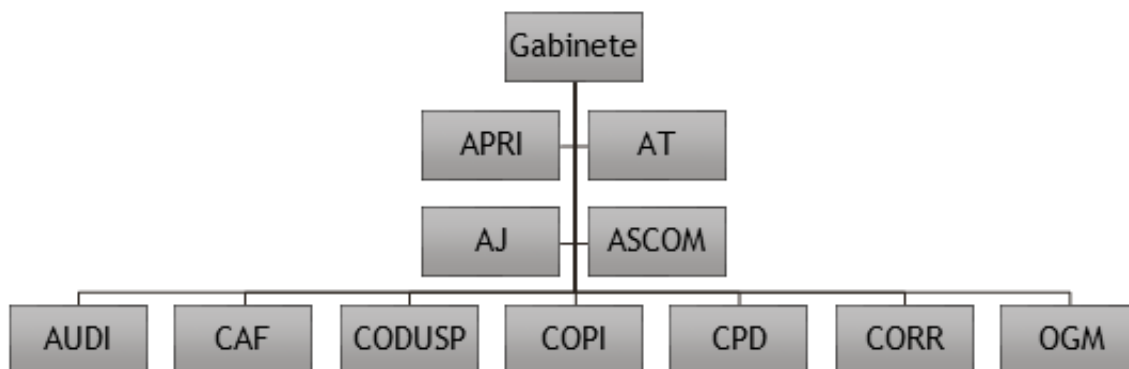 Gabinete
APRI
AT
AJ
ASCOM
AUDI
CAF
CODUSP
COPI
CPD
CORR
OGM